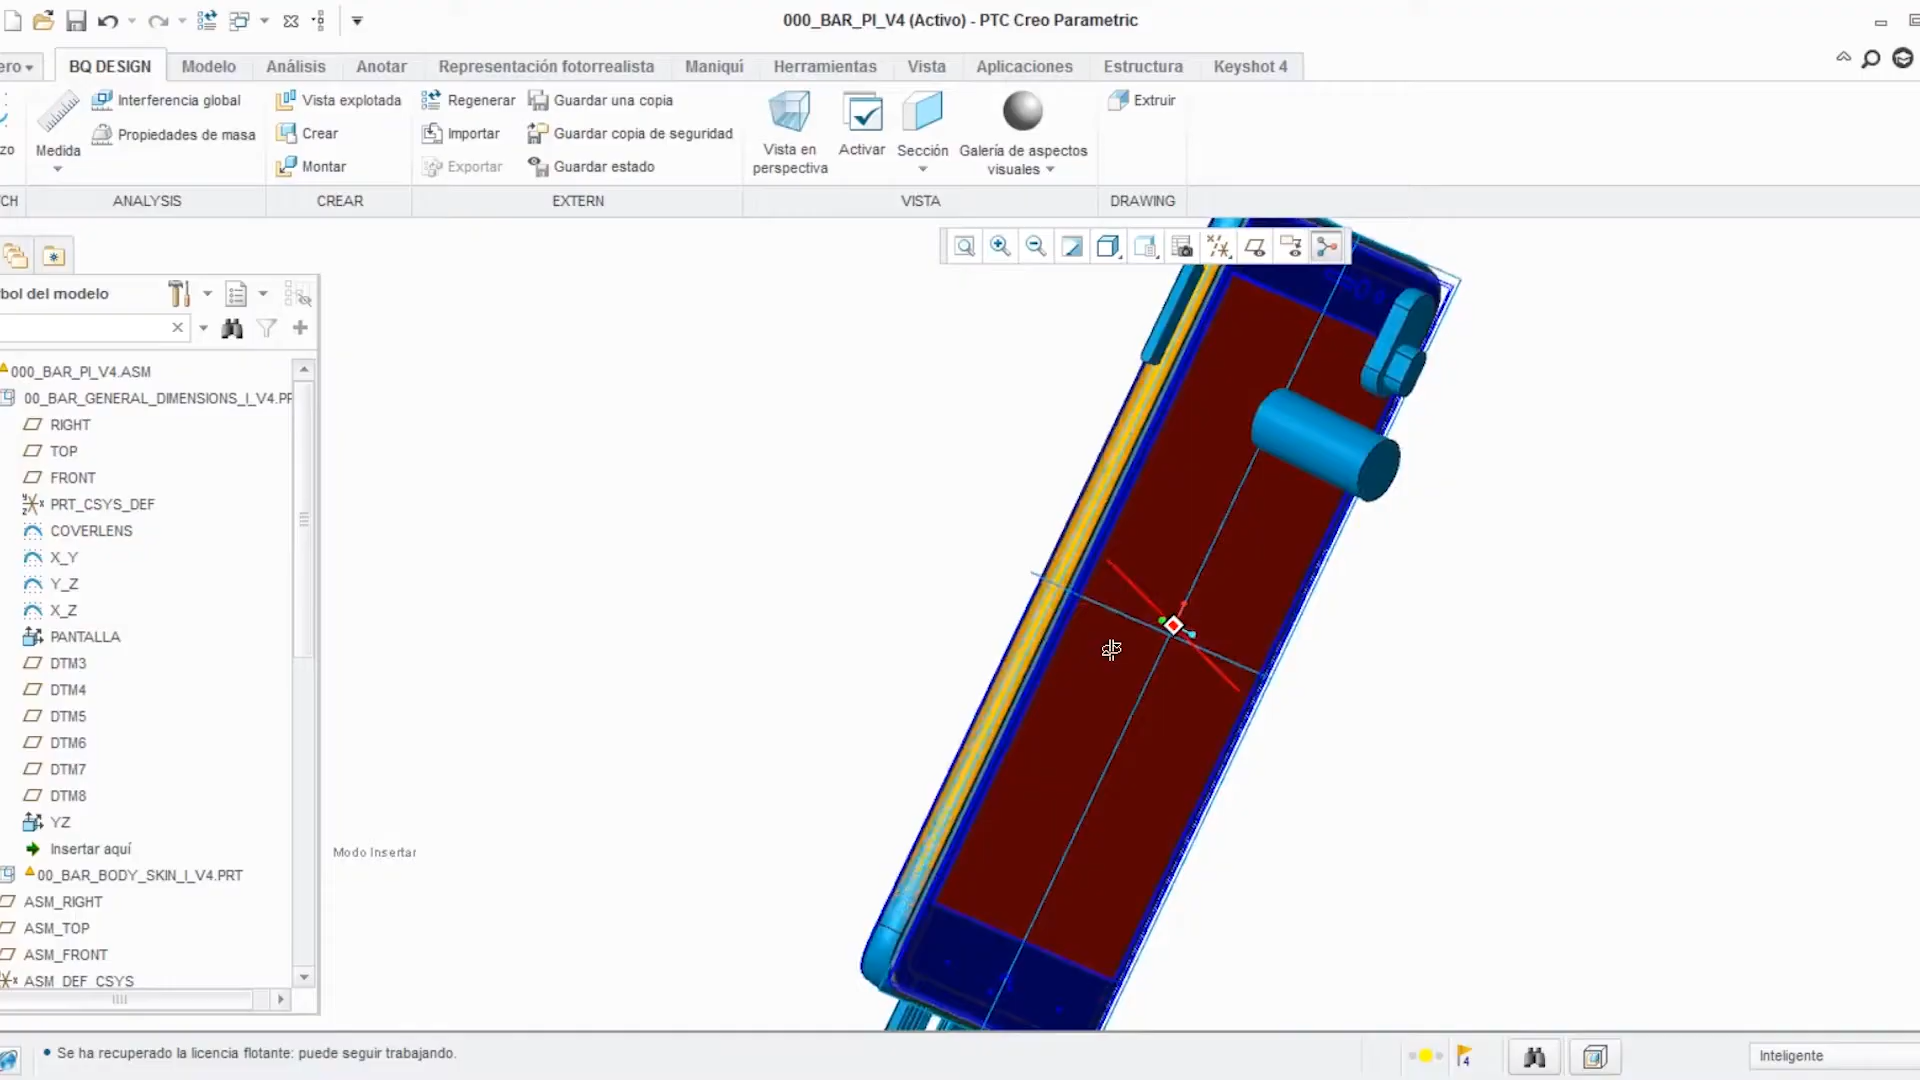 000_BAR_PI_V4 (Activo) - PTC Creo Parametric
ero
BQ DESIGN
Modelo
Análisis
Anotar
Representación fotorrealista
Maniquí
Herramientas
Vista
Aplicaciones
Estructura
Keyshot 4
zo
Medida
Interferencia global
Propiedades de masa
Vista explotada
Crear
Montar
Regenerar
Importar
Exportar
Guardar una copia
Guardar copia de seguridad
Guardar estado
Vista en
perspectiva
Activar
Sección
Galería de aspectos
visuales
Extruir
CH
ANALYSIS
CREAR
EXTERN
VISTA
DRAWING
bol del modelo
000_BAR_PI_V4.ASM
00_BAR_GENERAL_DIMENSIONS_I_V4.PF
RIGHT
TOP
FRONT
PRT_CSYS_DEF
COVERLENS
X_Y
Y_Z
X_Z
PANTALLA
DTM3
DTM4
DTM5
DTM6
DTM7
DTM8
YZ
Insertar aquí
00_BAR_BODY_SKIN_I_V4.PRT
ASM_RIGHT
ASM_TOP
ASM_FRONT
ASM_DEF_CSYS
Modo Insertar
• Se ha recuperado la licencia flotante: puede seguir trabajando.
4
Inteligente